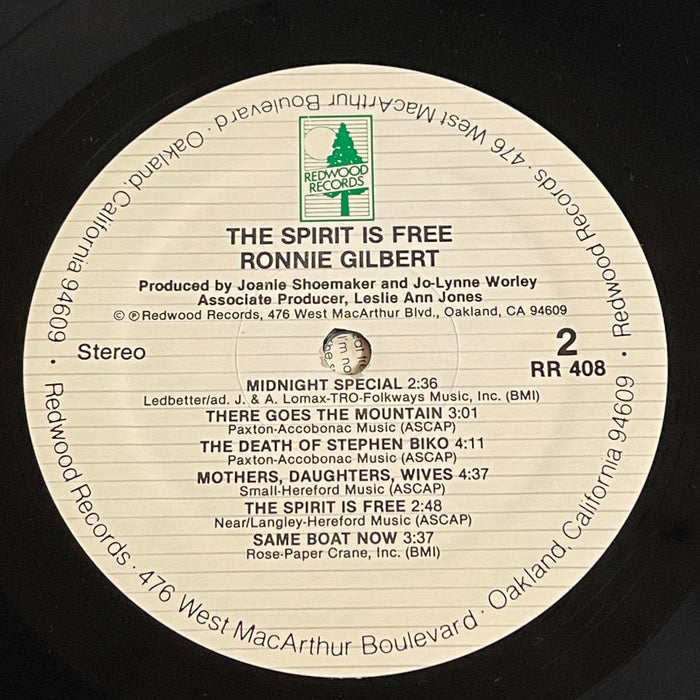 REDWOOD
RECORDS
THE SPIRIT IS FREE
RONNIE GILBERT
Produced by Joanie Shoemaker and Jo-Lynne Worley
Associate Producer, Leslie Ann Jones
© ℗ Redwood Records, 476 West MacArthur Blvd., Oakland, CA 94609
Stereo
2
RR 408
MIDNIGHT SPECIAL 2:36
Ledbetter/ad. J. & A. Lomax-TRO-Folkways Music, Inc. (BMI)
THERE GOES THE MOUNTAIN 3:01
Paxton-Accobonac Music (ASCAP)
THE DEATH OF STEPHEN BIKO 4:11
Paxton-Accobonac Music (ASCAP)
MOTHERS, DAUGHTERS, WIVES 4:37
Small-Hereford Music (ASCAP)
THE SPIRIT IS FREE 2:48
Near/Langley-Hereford Music (ASCAP)
SAME BOAT NOW 3:37
Rose-Paper Crane, Inc. (BMI)
Redwood Records · 476 West MacArthur Boulevard · Oakland, California 94609 ·
Redwood Records · 476 West MacArthur Boulevard · Oakland, California 94609 ·